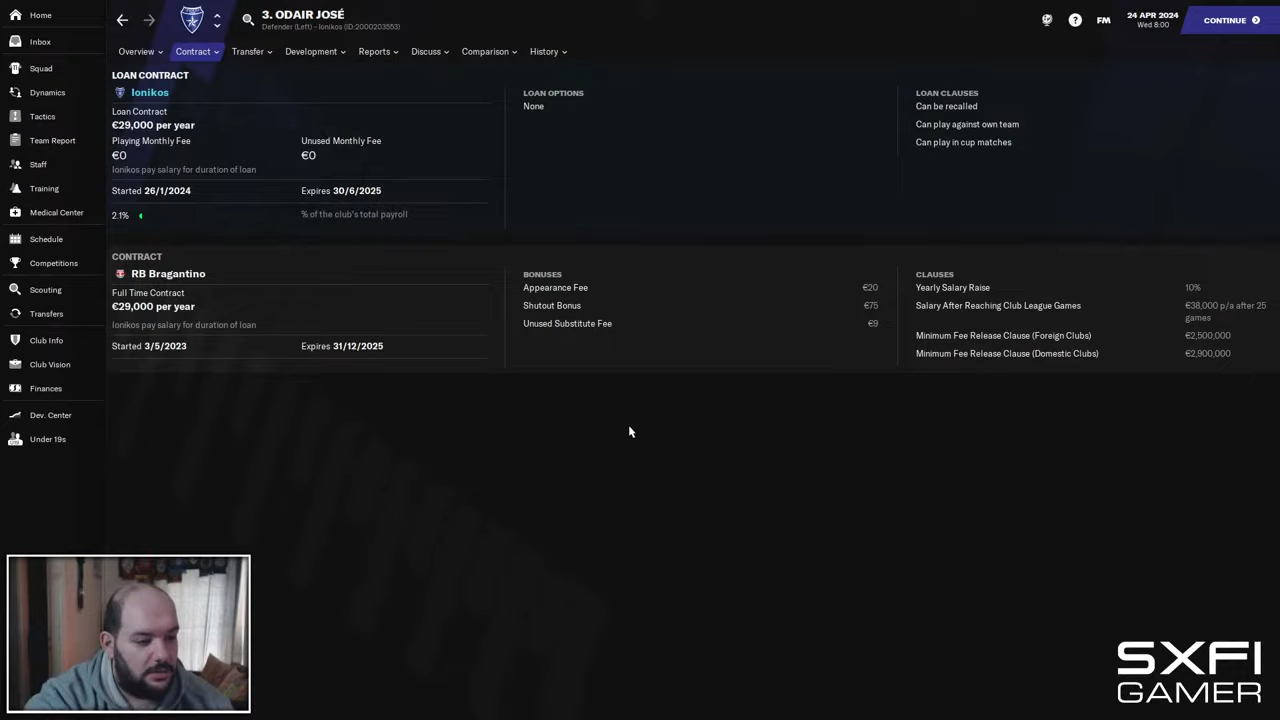 Home
Inbox
Squad
Dynamics
Tactics
Team Report
Staff
Training
Medical Center
Schedule
Competitions
Scouting
Transfers
Club Info
Club Vision
Finances
Dev. Center
Under 19s
3. ODAIR JOSÉ
Defender (Left) - Ionikos (ID:2000203553)
FM
24 APR 2024
Wed 8:00
CONTINUE
Overview
Contract
Transfer
Development
Reports
Discuss
Comparison
History
LOAN CONTRACT
Ionikos
Loan Contract
€29,000 per year
Playing Monthly Fee
Unused Monthly Fee
€0
€0
Ionikos pay salary for duration of loan
Started 26/1/2024
Expires 30/6/2025
2.1%
% of the club's total payroll
LOAN OPTIONS
None
LOAN CLAUSES
Can be recalled
Can play against own team
Can play in cup matches
CONTRACT
RB Bragantino
Full Time Contract
€29,000 per year
Ionikos pay salary for duration of loan
Started 3/5/2023
Expires 31/12/2025
BONUSES
Appearance Fee €20
Shutout Bonus €75
Unused Substitute Fee €9
CLAUSES
Yearly Salary Raise 10%
Salary After Reaching Club League Games €38,000 p/a after 25
games
Minimum Fee Release Clause (Foreign Clubs) €2,500,000
Minimum Fee Release Clause (Domestic Clubs) €2,900,000
SXFI
GAMER